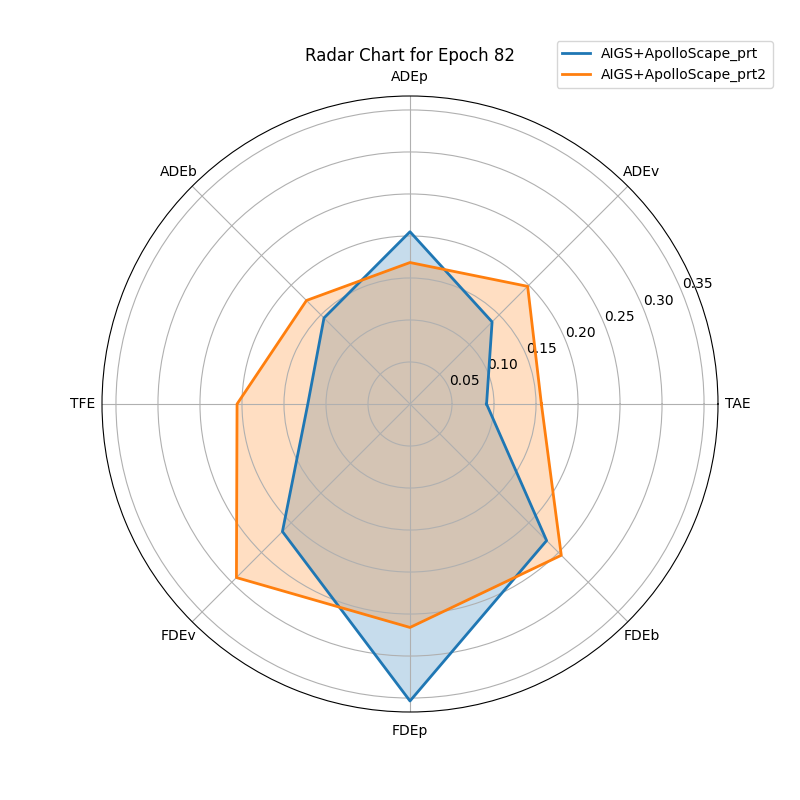 Radar Chart for Epoch 82
AIGS+ApolloScape_prt
AIGS+ApolloScape_prt2
ADEp
ADEb
ADEv
0.35
0.30
0.25
0.20
0.15
0.10
0.05
TFE
TAE
FDEv
FDEb
FDEp